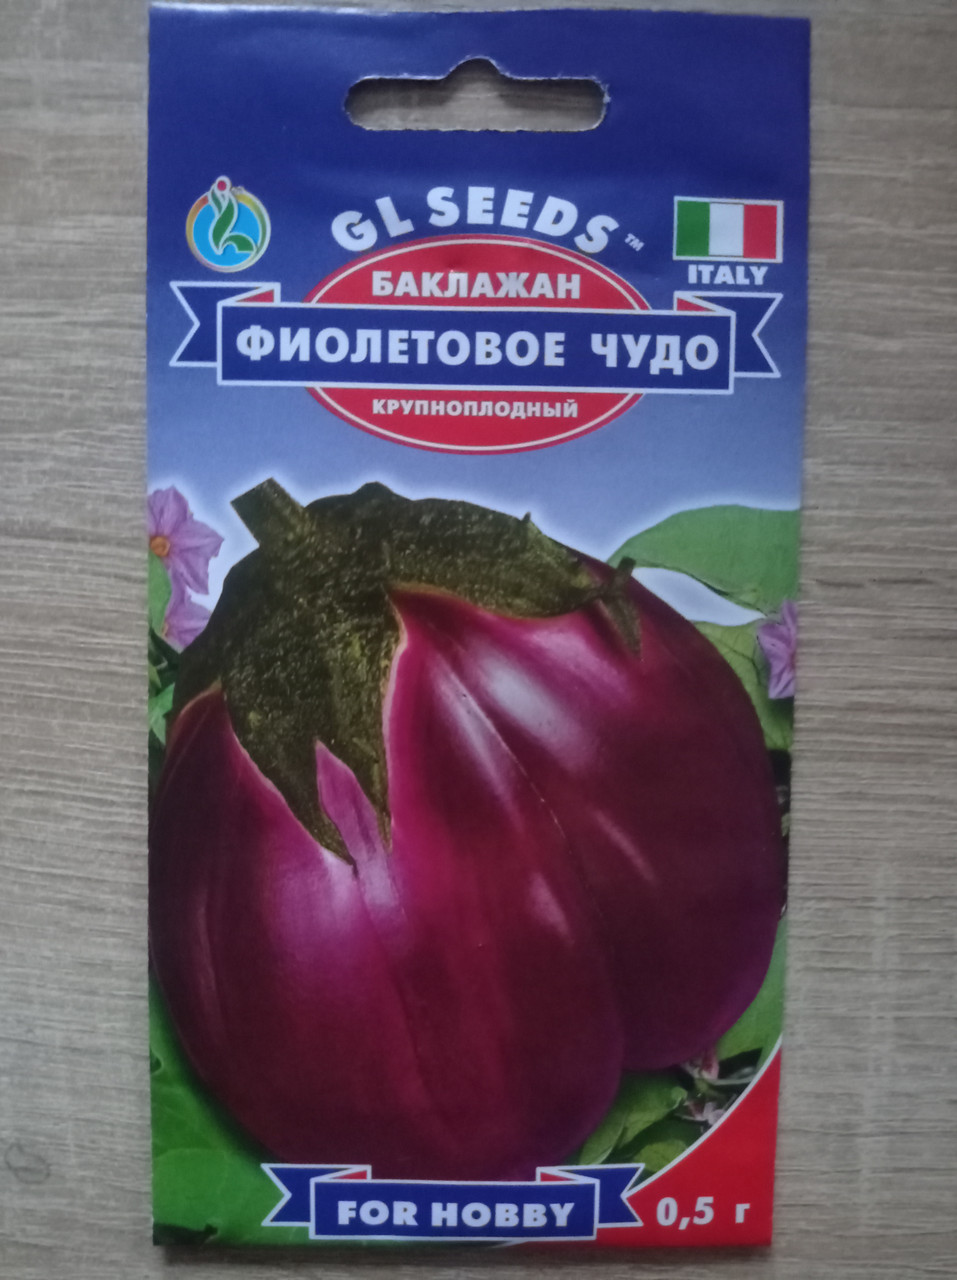 GL SEEDS™
ITALY
БАКЛАЖАН
ФИОЛЕТОВОЕ ЧУДО
КРУПНОПЛОДНЫЙ
FOR HOBBY
0,5 г